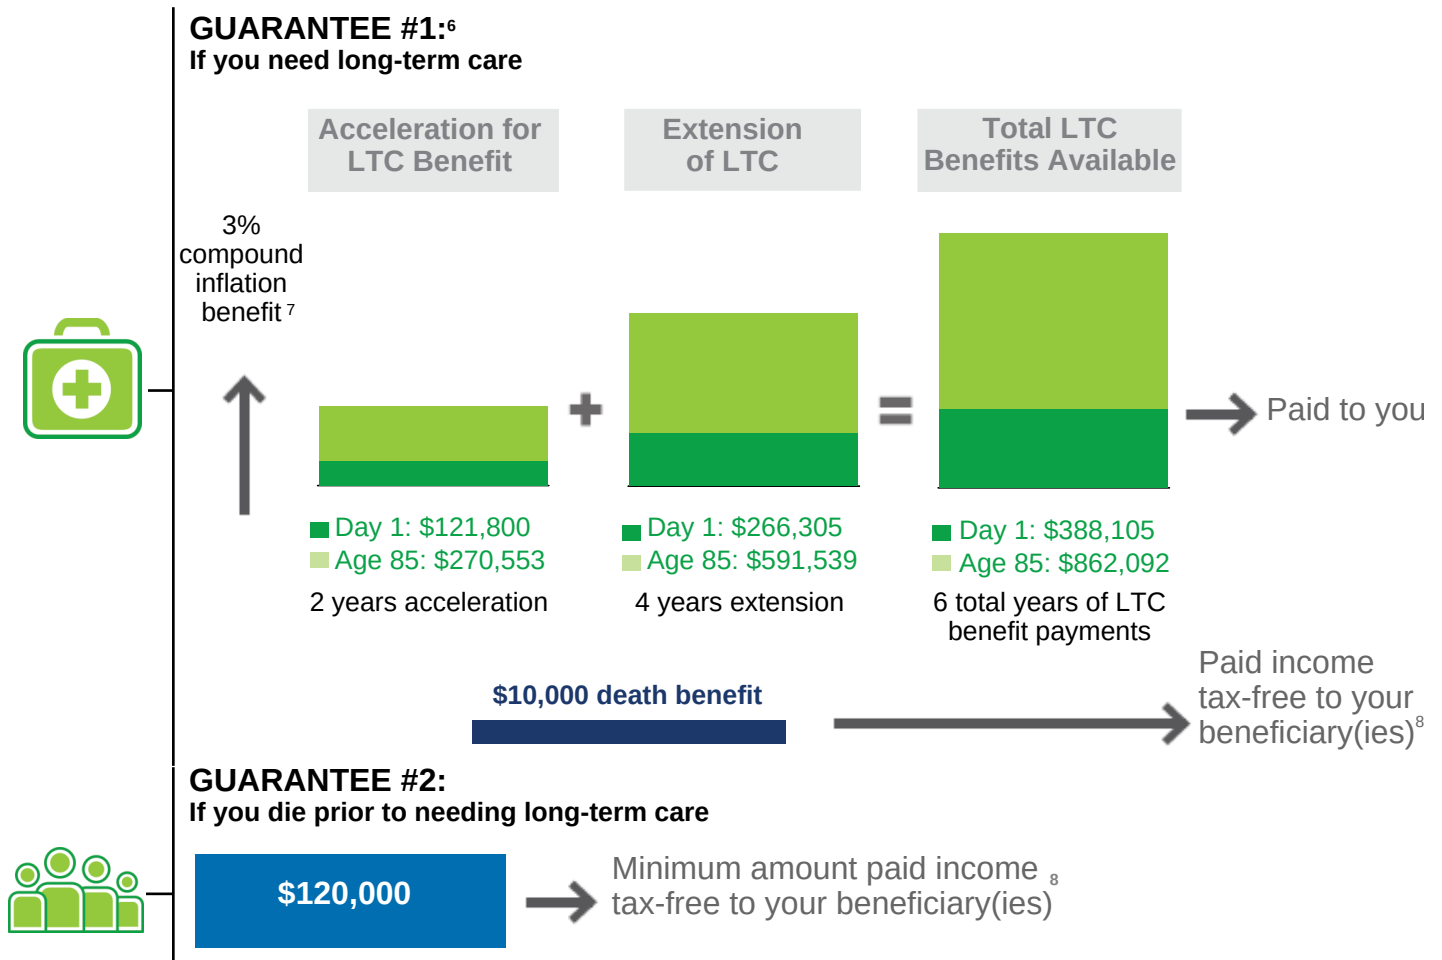 GUARANTEE #1:6
If you need long-term care
Acceleration for
LTC Benefit
Extension
of LTC
Total LTC
Benefits Available
3%
compound
inflation
benefit 7
Paid to you
Day 1: $121,800
Age 85: $270,553
2 years acceleration
Day 1: $266,305
Age 85: $591,539
4 years extension
Day 1: $388,105
Age 85: $862,092
6 total years of LTC
benefit payments
$10,000 death benefit
Paid income
tax-free to your
beneficiary(ies)8
GUARANTEE #2:
If you die prior to needing long-term care
$120,000
Minimum amount paid income
tax-free to your beneficiary(ies) 8